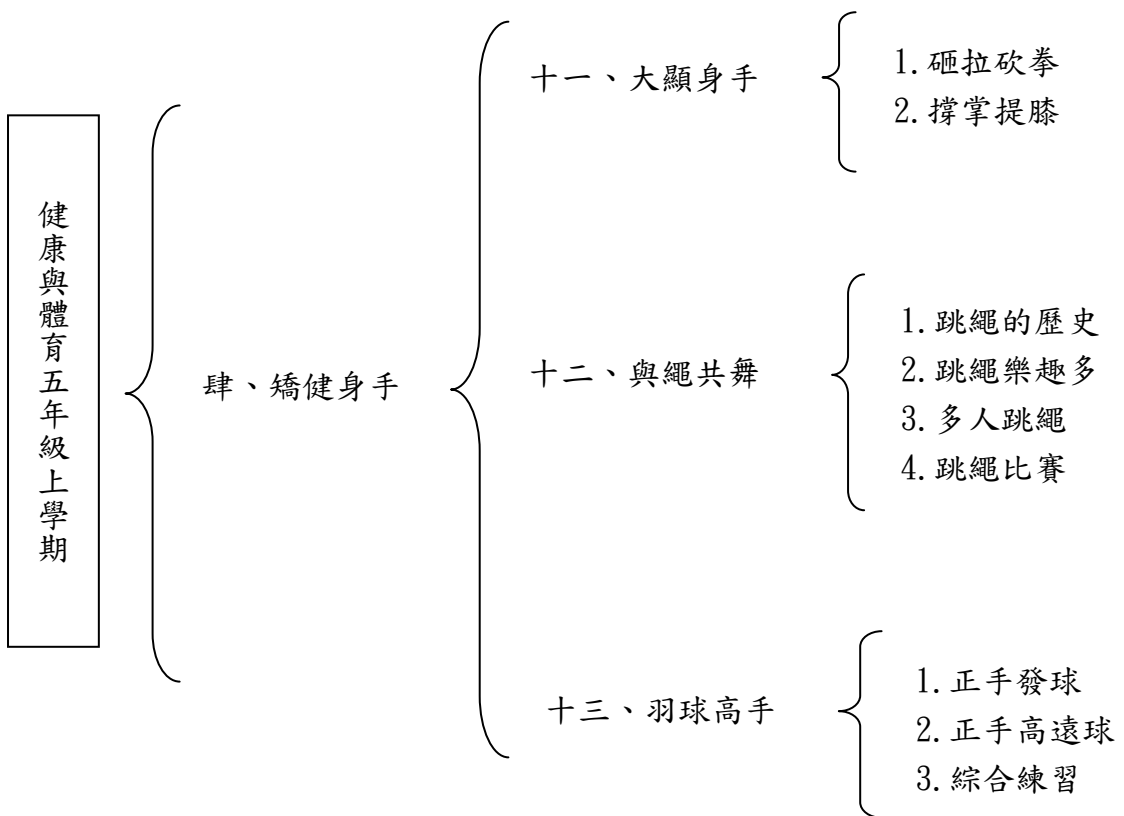 健康與體育五年級上學期
肆、矯健身手
十一、大顯身手
1.砸拉砍拳
2.撐掌提膝
十二、與繩共舞
1.跳繩的歷史
2.跳繩樂趣多
3.多人跳繩
4.跳繩比賽
十三、羽球高手
1.正手發球
2.正手高遠球
3.綜合練習